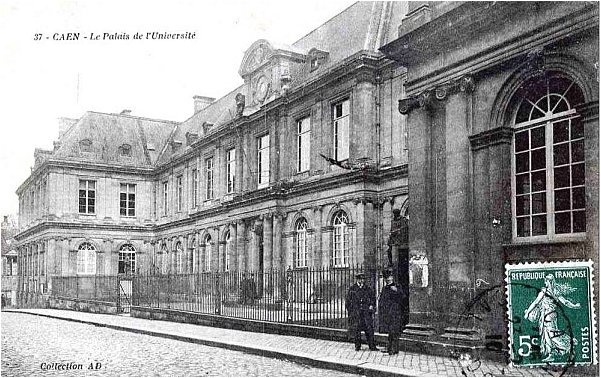 37 - CAEN - Le Palais de l'Université
REPUBLIQUE FRANÇAISE
5c
POSTES
Collection AD